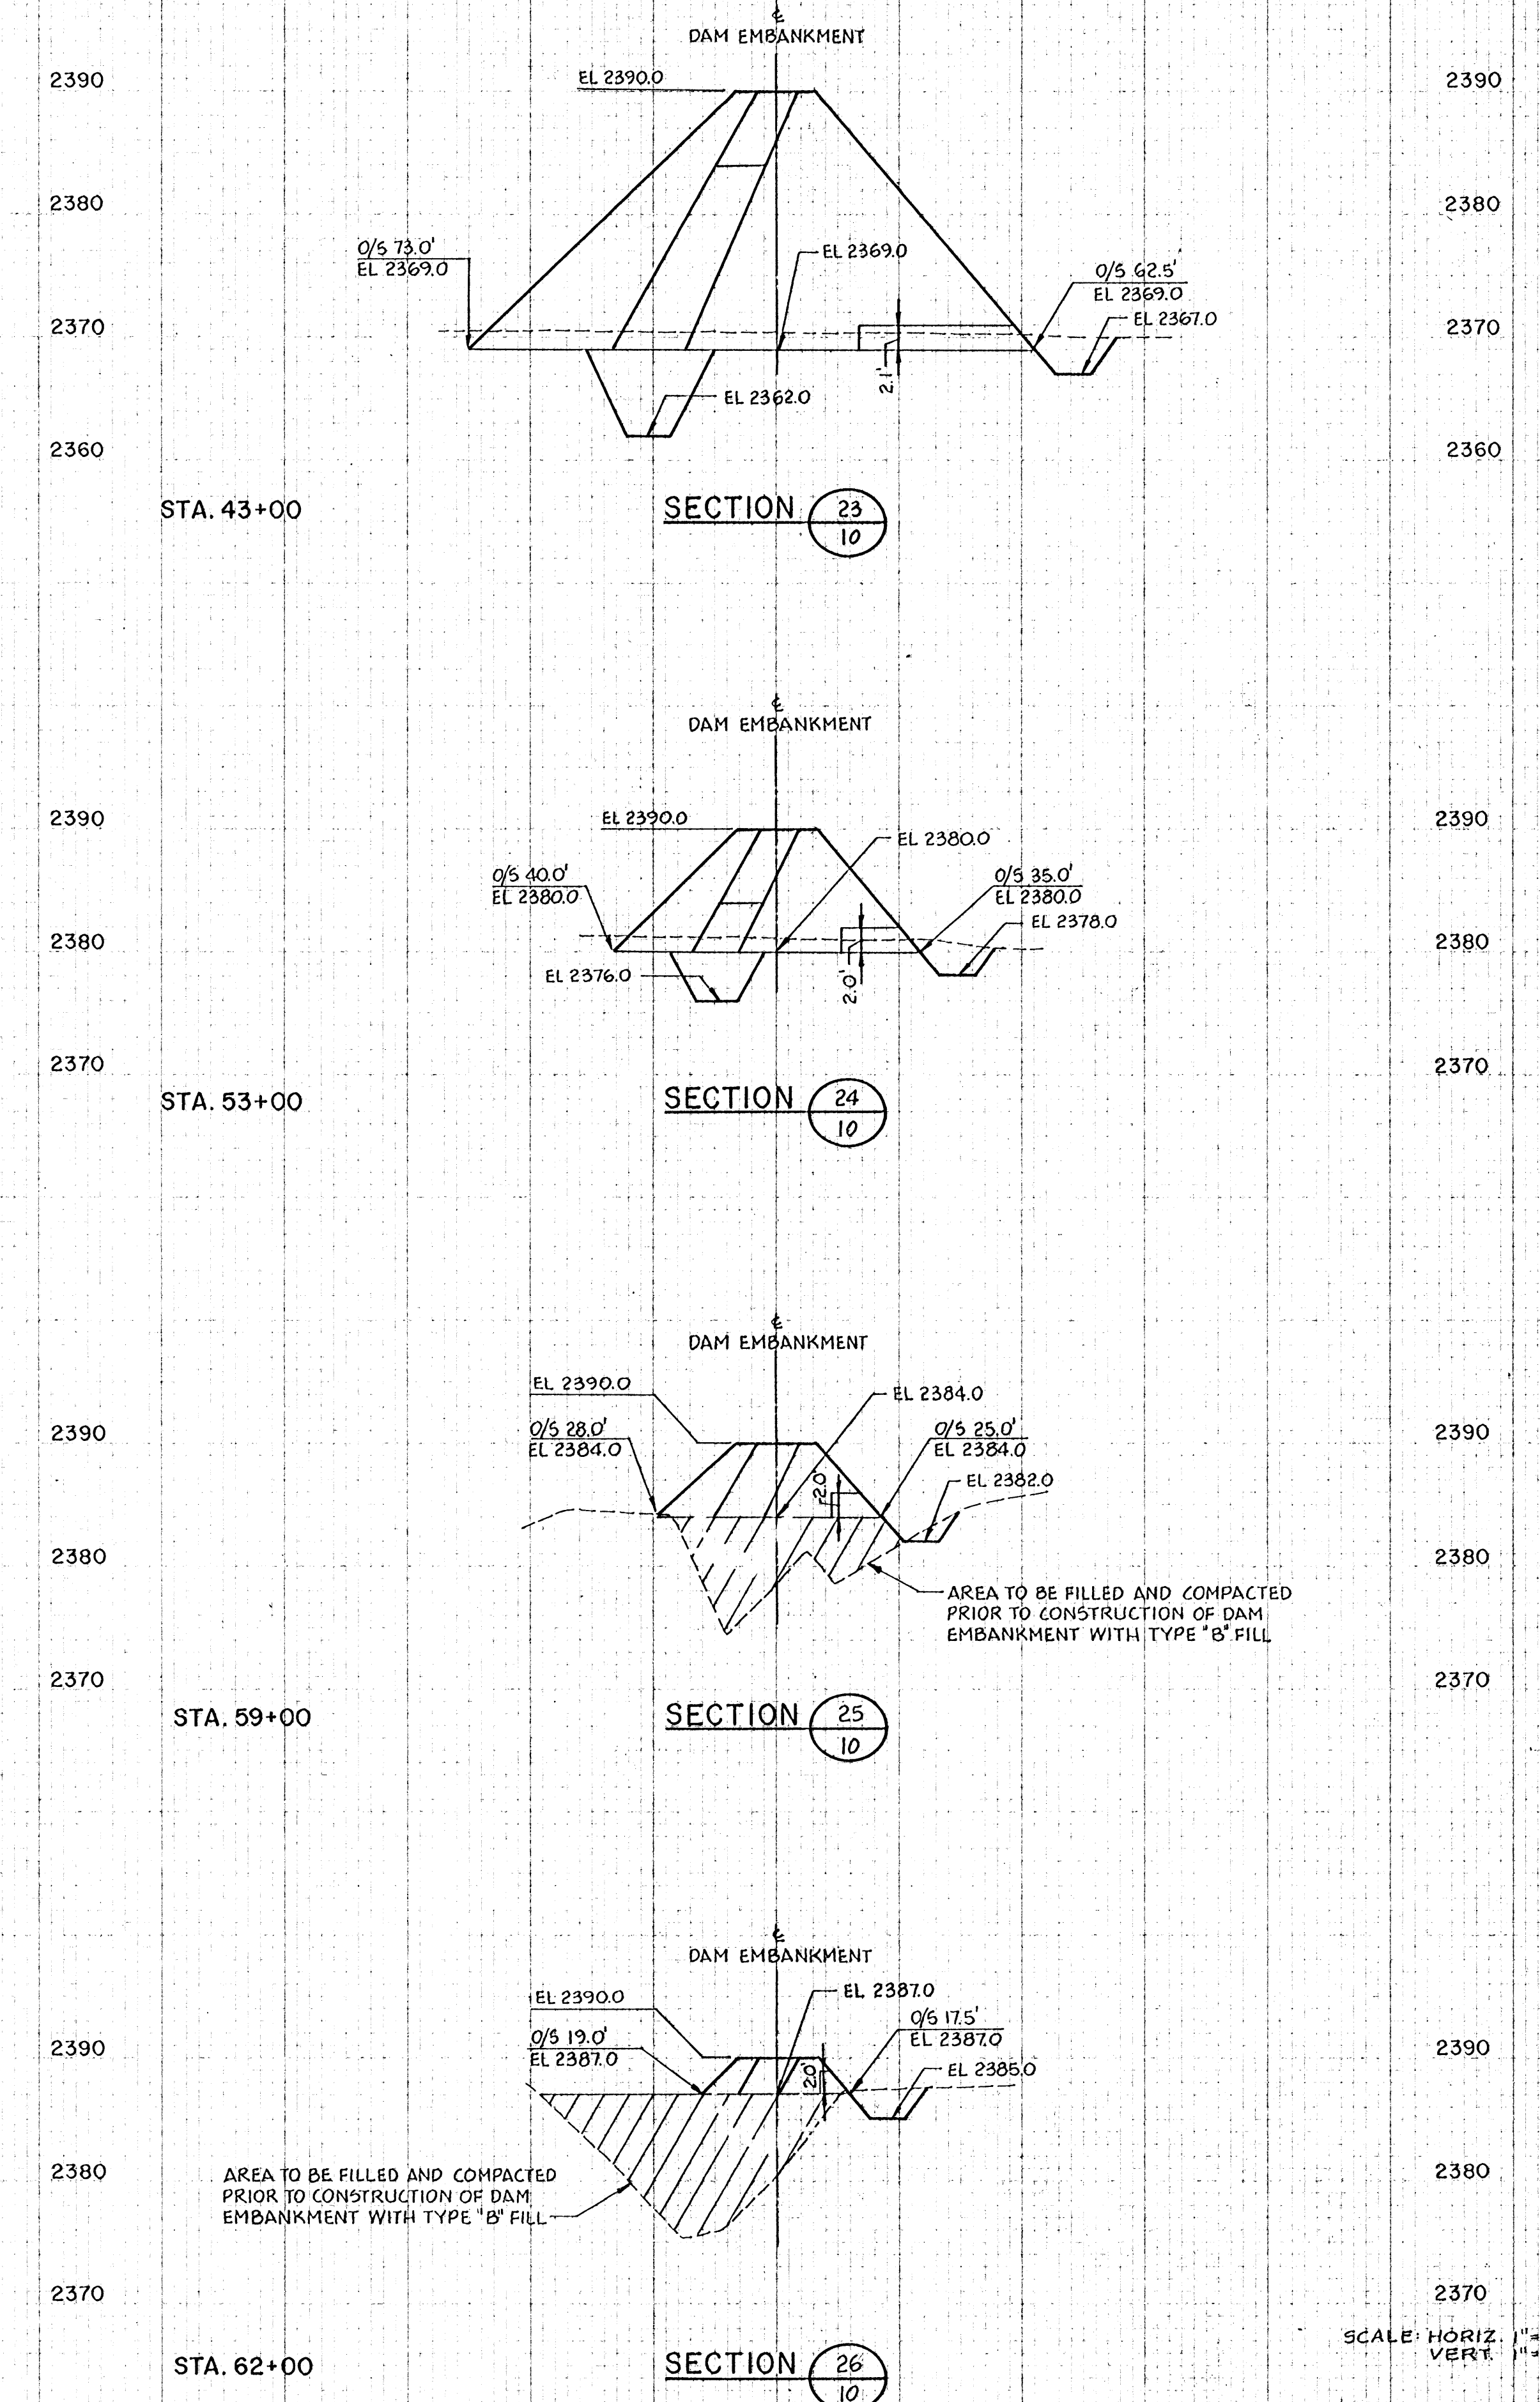 ℄
DAM EMBANKMENT
2390
EL 2390.0
2390
2380
2380
O/S 73.0'
EL 2369.0
EL 2369.0
O/S 62.5'
EL 2369.0
EL 2367.0
2370
2370
2.1'
EL 2362.0
2360
2360
STA. 43+00
SECTION 23
10
℄
DAM EMBANKMENT
2390
EL 2390.0
2390
EL 2380.0
O/S 40.0'
EL 2380.0
O/S 35.0'
EL 2380.0
EL 2378.0
2380
2380
EL 2376.0
2.0'
2370
2370
STA. 53+00
SECTION 24
10
℄
DAM EMBANKMENT
EL 2390.0
EL 2384.0
2390
2390
O/S 28.0'
EL 2384.0
O/S 25.0'
EL 2384.0
EL 2382.0
2.0'
2380
2380
AREA TO BE FILLED AND COMPACTED
PRIOR TO CONSTRUCTION OF DAM
EMBANKMENT WITH TYPE "B" FILL
2370
2370
STA. 59+00
SECTION 25
10
℄
DAM EMBANKMENT
EL 2390.0
EL 2387.0
2390
2390
O/S 19.0'
EL 2387.0
O/S 17.5'
EL 2387.0
EL 2385.0
2.0'
2380
2380
AREA TO BE FILLED AND COMPACTED
PRIOR TO CONSTRUCTION OF DAM
EMBANKMENT WITH TYPE "B" FILL
2370
2370
SCALE: HORIZ. 1"=
VERT. 1"=
STA. 62+00
SECTION 26
10